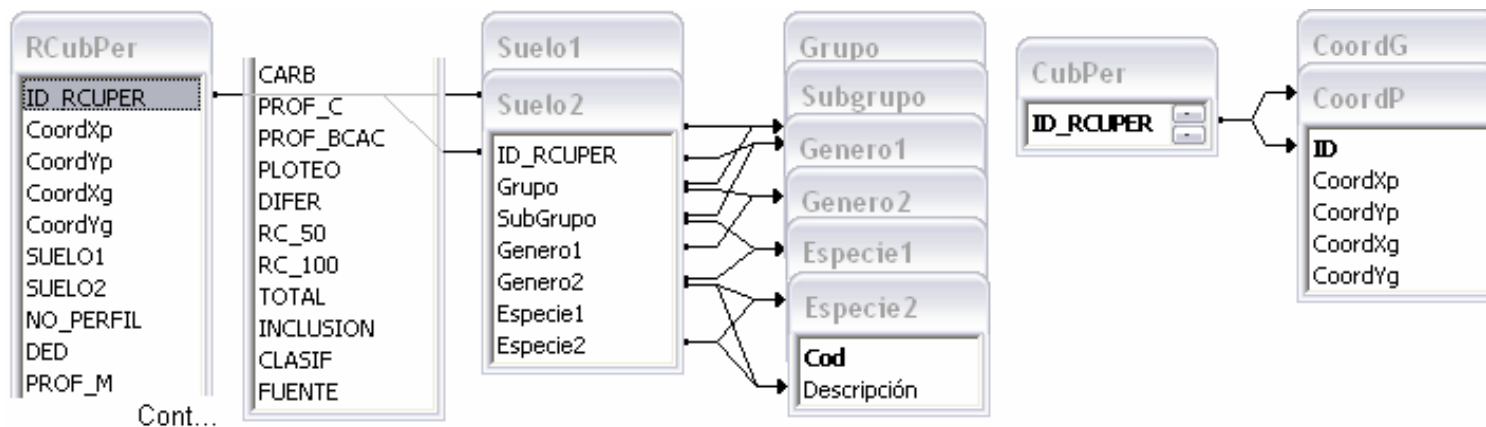 RCubPer
ID_RCUPER
CoordXp
CoordYp
CoordXg
CoordYg
SUELO1
SUELO2
NO_PERFIL
DED
PROF_M
Cont...
CARB
PROF_C
PROF_BCAC
PLOTEO
DIFER
RC_50
RC_100
TOTAL
INCLUSION
CLASIF
FUENTE
Suelo1
Suelo2
ID_RCUPER
Grupo
SubGrupo
Genero1
Genero2
Especie1
Especie2
Grupo
Subgrupo
Genero1
Genero2
Especie1
Especie2
Cod
Descripción
CubPer
ID_RCUPER
CoordG
CoordP
ID
CoordXp
CoordYp
CoordXg
CoordYg